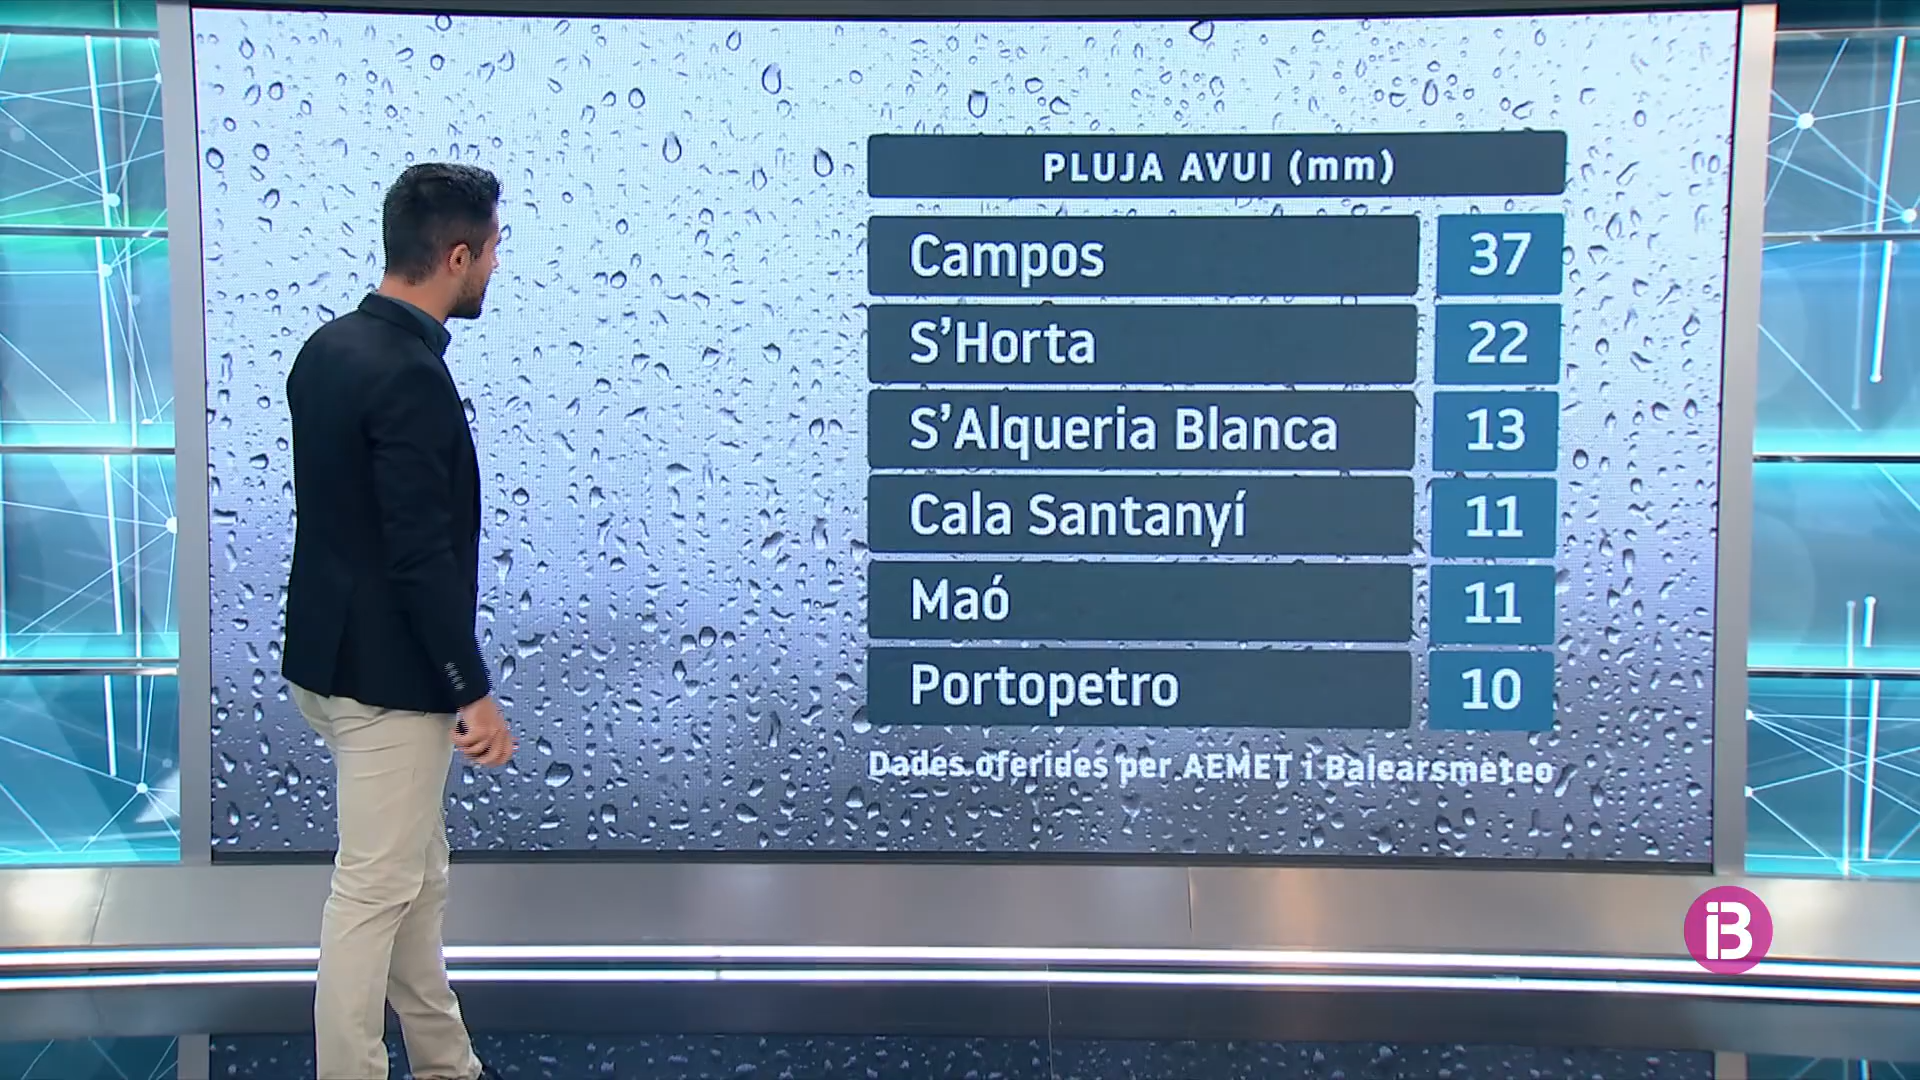 PLUJA AVUI (mm)
Campos 37
S'Horta 22
S'Alqueria Blanca 13
Cala Santanyí 11
Maó 11
Portopetro 10
Dades oferides per AEMET i Balearsmeteo
iB